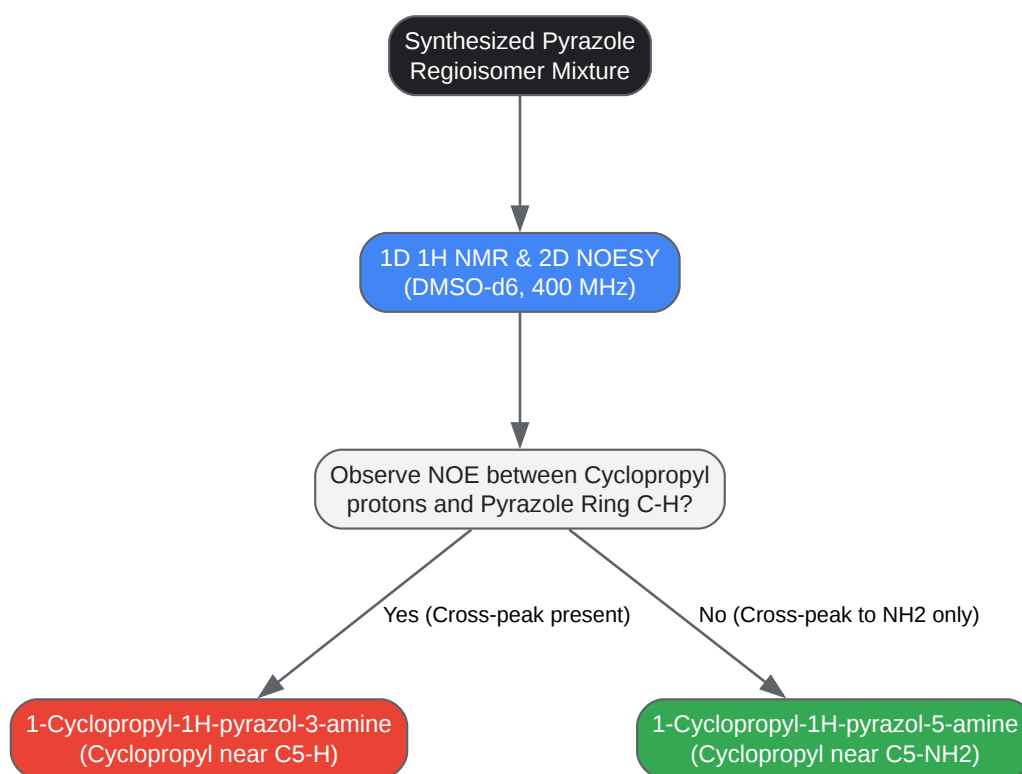 Synthesized Pyrazole
Regioisomer Mixture
1D 1H NMR & 2D NOESY
(DMSO-d6, 400 MHz)
Observe NOE between Cyclopropyl
protons and Pyrazole Ring C-H?
Yes (Cross-peak present)
No (Cross-peak to NH2 only)
1-Cyclopropyl-1H-pyrazol-3-amine
(Cyclopropyl near C5-H)
1-Cyclopropyl-1H-pyrazol-5-amine
(Cyclopropyl near C5-NH2)